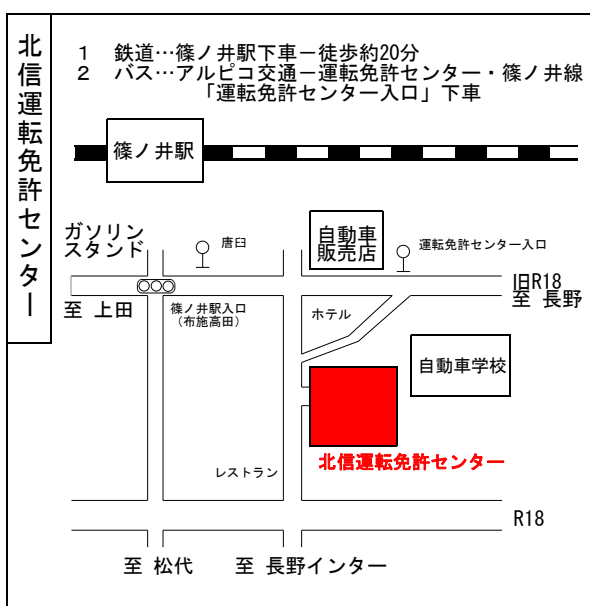 北信運転免許センター
1 鉄道…篠ノ井駅下車－徒歩約20分
2 バス…アルピコ交通－運転免許センター・篠ノ井線
「運転免許センター入口」下車
篠ノ井駅
ガソリン
スタンド
唐臼
自動車
販売店
運転免許センター入口
旧R18
至 長野
至 上田
篠ノ井駅入口
(布施高田)
ホテル
自動車学校
北信運転免許センター
レストラン
R18
至 松代
至 長野インター